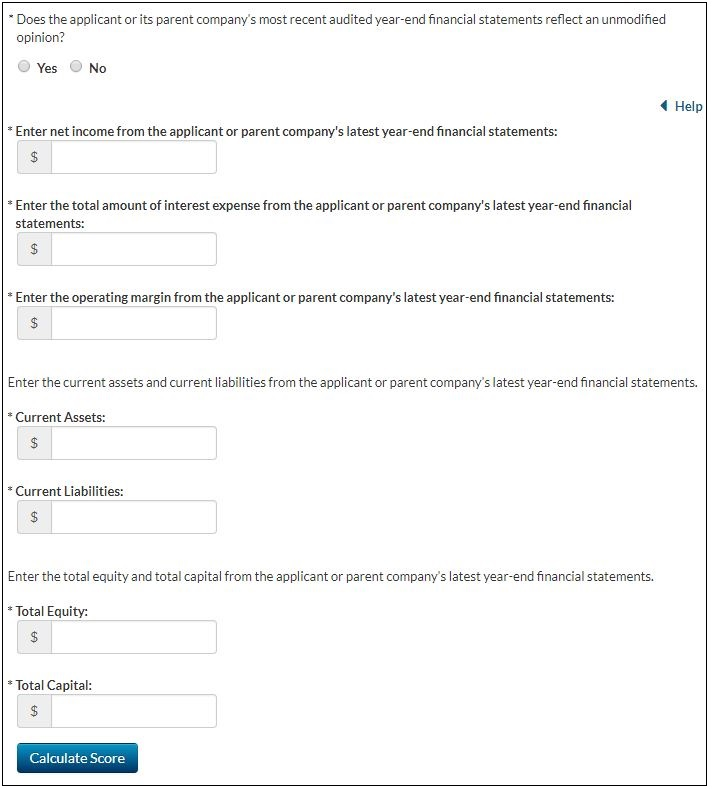 * Does the applicant or its parent company's most recent audited year-end financial statements reflect an unmodified
opinion?
Yes No
Help
* Enter net income from the applicant or parent company's latest year-end financial statements:
$
* Enter the total amount of interest expense from the applicant or parent company's latest year-end financial
statements:
$
* Enter the operating margin from the applicant or parent company's latest year-end financial statements:
$
Enter the current assets and current liabilities from the applicant or parent company's latest year-end financial statements.
* Current Assets:
$
* Current Liabilities:
$
Enter the total equity and total capital from the applicant or parent company's latest year-end financial statements.
* Total Equity:
$
* Total Capital:
$
Calculate Score